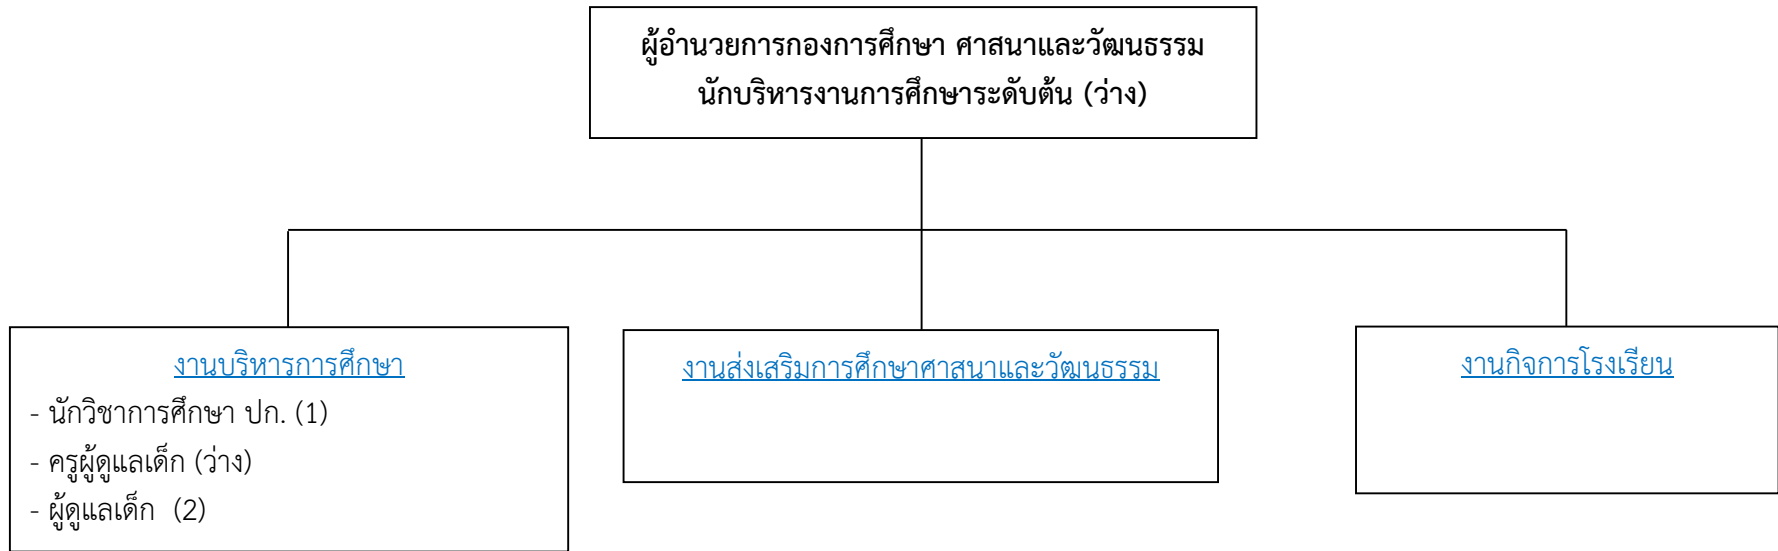 ผู้อำนวยการกองการศึกษา ศาสนาและวัฒนธรรม
นักบริหารงานการศึกษาระดับต้น (ว่าง)
งานบริหารการศึกษา
- นักวิชาการศึกษา ปก. (1)
- ครูผู้ดูแลเด็ก (ว่าง)
- ผู้ดูแลเด็ก (2)
งานส่งเสริมการศึกษาศาสนาและวัฒนธรรม
งานกิจการโรงเรียน